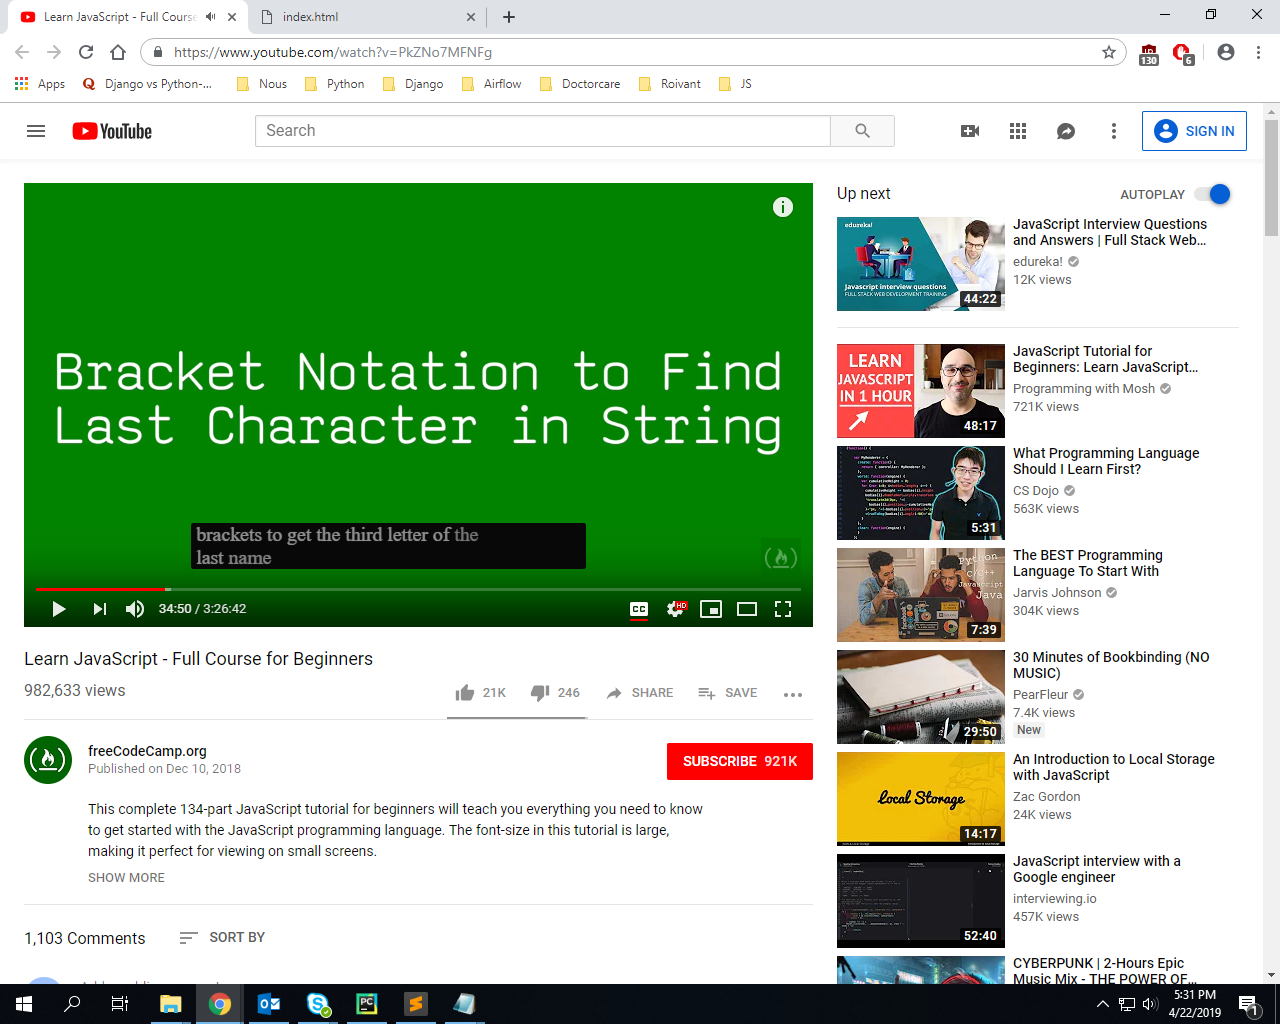 Learn JavaScript - Full Course
index.html
https://www.youtube.com/watch?v=PkZNo7MFNFg
130
6
Apps
Django vs Python-...
Nous
Python
Django
Airflow
Doctorcare
Roivant
JS
YouTube
Search
SIGN IN
Bracket Notation to Find
Last Character in String
brackets to get the third letter of the
last name
34:50 / 3:26:42
CC
HD
Learn JavaScript - Full Course for Beginners
982,633 views
21K
246
SHARE
SAVE
freeCodeCamp.org
Published on Dec 10, 2018
SUBSCRIBE 921K
This complete 134-part JavaScript tutorial for beginners will teach you everything you need to know
to get started with the JavaScript programming language. The font-size in this tutorial is large,
making it perfect for viewing on small screens.
SHOW MORE
1,103 Comments
SORT BY
Up next
AUTOPLAY
edureka!
Javascript interview questions
FULL STACK WEB DEVELOPMENT TRAINING
44:22
JavaScript Interview Questions
and Answers | Full Stack Web...
edureka!
12K views
LEARN
JAVASCRIPT
IN 1 HOUR
48:17
JavaScript Tutorial for
Beginners: Learn JavaScript...
Programming with Mosh
721K views
5:31
What Programming Language
Should I Learn First?
CS Dojo
563K views
Python
C/C++
Javascript
Java
7:39
The BEST Programming
Language To Start With
Jarvis Johnson
304K views
29:50
30 Minutes of Bookbinding (NO
MUSIC)
PearFleur
7.4K views
New
Local Storage
14:17
An Introduction to Local Storage
with JavaScript
Zac Gordon
24K views
52:40
JavaScript interview with a
Google engineer
interviewing.io
457K views
CYBERPUNK | 2-Hours Epic
Music Mix - THE POWER OF...
PC
5:31 PM
4/22/2019
1